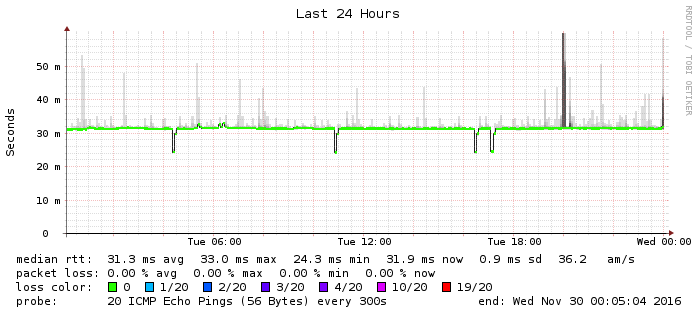 Last 24 Hours
RRDTOOL / TOBI OETIKER
Seconds
50 m
40 m
30 m
20 m
10 m
0
Tue 06:00 Tue 12:00 Tue 18:00 Wed 00:00
median rtt: 31.3 ms avg 33.0 ms max 24.3 ms min 31.9 ms now 0.9 ms sd 36.2 am/s
packet loss: 0.00 % avg 0.00 % max 0.00 % min 0.00 % now
loss color: 0 1/20 2/20 3/20 4/20 10/20 19/20
probe: 20 ICMP Echo Pings (56 Bytes) every 300s end: Wed Nov 30 00:05:04 2016